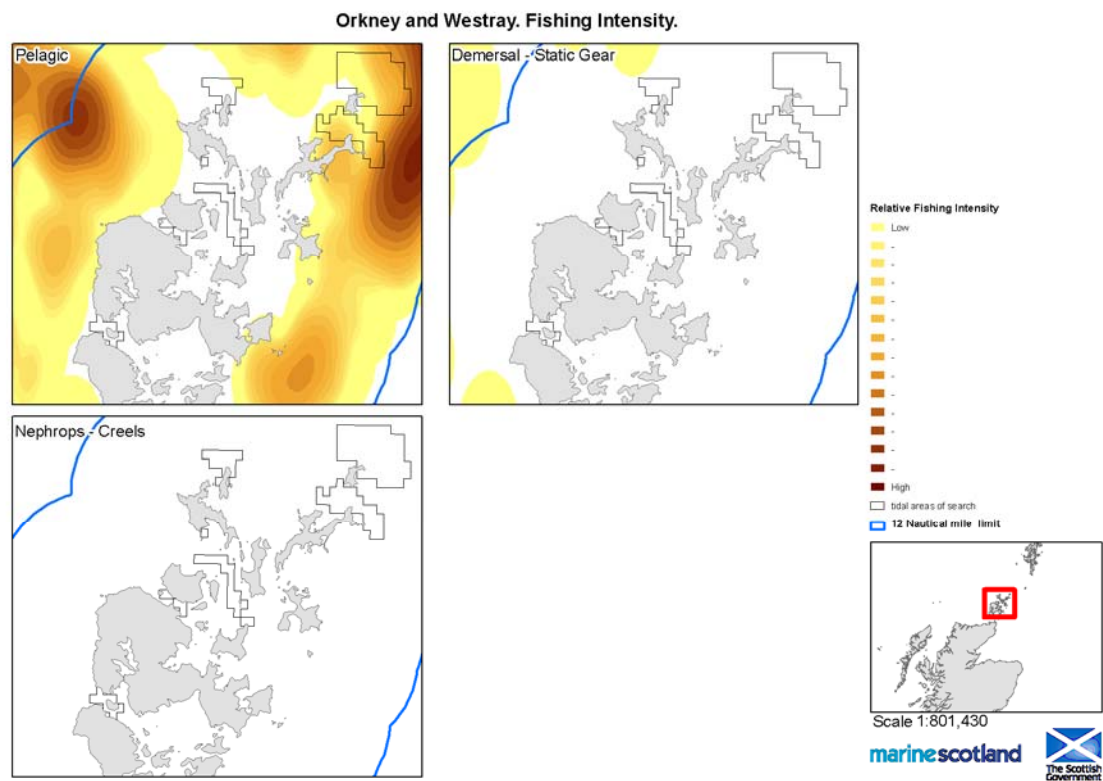 Orkney and Westray. Fishing Intensity.
Pelagic
Demersal - Static Gear
Nephrops - Creels
Relative Fishing Intensity
Low
-
-
-
-
-
-
-
-
-
-
-
-
-
High
tidal areas of search
12 Nautical mile limit
Scale 1:801,430
marinescotland
The Scottish
Government